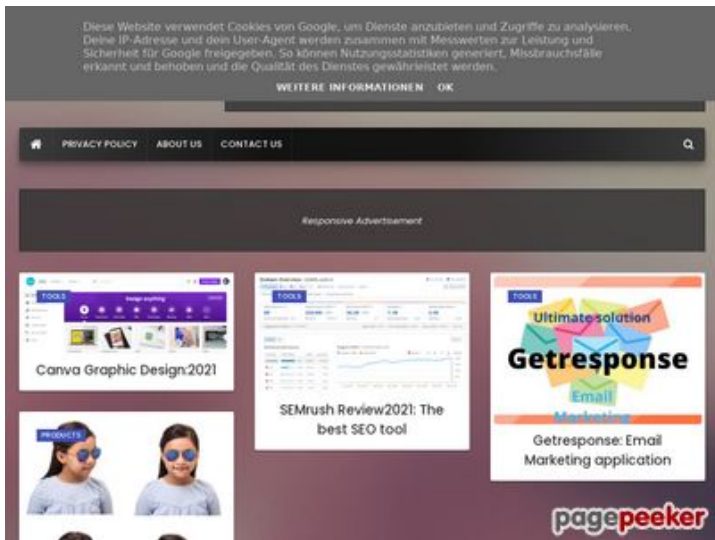 Diese Website verwendet Cookies von Google, um Dienste anzubieten und Zugriffe zu analysieren.
Deine IP-Adresse und dein User-Agent werden zusammen mit Messwerten zur Leistung und
Sicherheit für Google freigegeben. So können Nutzungsstatistiken generiert, Missbrauchsfälle
erkannt und behoben und die Qualität des Dienstes gewährleistet werden.
WEITERE INFORMATIONEN OK
PRIVACY POLICY ABOUT US CONTACT US
Responsive Advertisement
TOOLS
Design anything
Canva Graphic Design:2021
TOOLS
SEMrush Review2021: The
best SEO tool
TOOLS
Ultimate solution
Getresponse
Email
Marketing
Getresponse: Email
Marketing application
PRODUCTS
pagepeeker